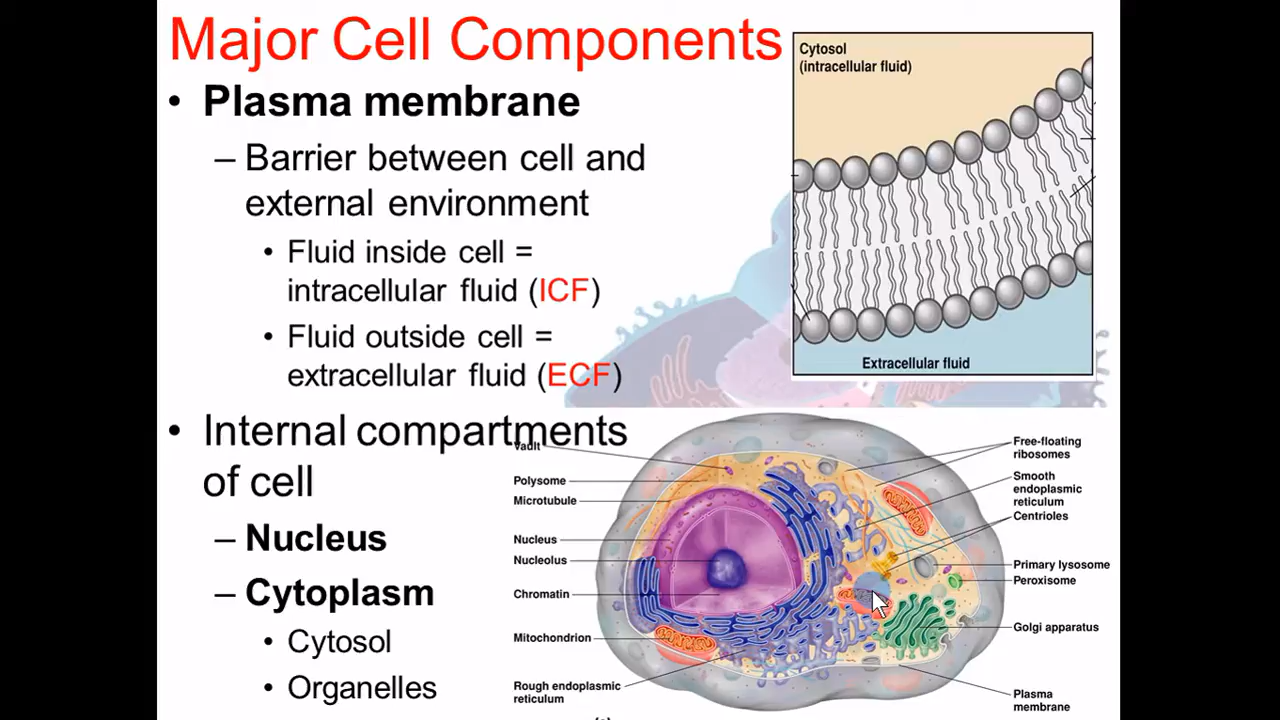 Major Cell Components
• Plasma membrane
– Barrier between cell and
external environment
• Fluid inside cell =
intracellular fluid (ICF)
• Fluid outside cell =
extracellular fluid (ECF)
• Internal compartments
of cell
– Nucleus
– Cytoplasm
• Cytosol
• Organelles
Cytosol
(intracellular fluid)
Extracellular fluid
Vault
Polysome
Microtubule
Nucleus
Nucleolus
Chromatin
Mitochondrion
Rough endoplasmic
reticulum
Free-floating
ribosomes
Smooth
endoplasmic
reticulum
Centrioles
Primary lysosome
Peroxisome
Golgi apparatus
Plasma
membrane